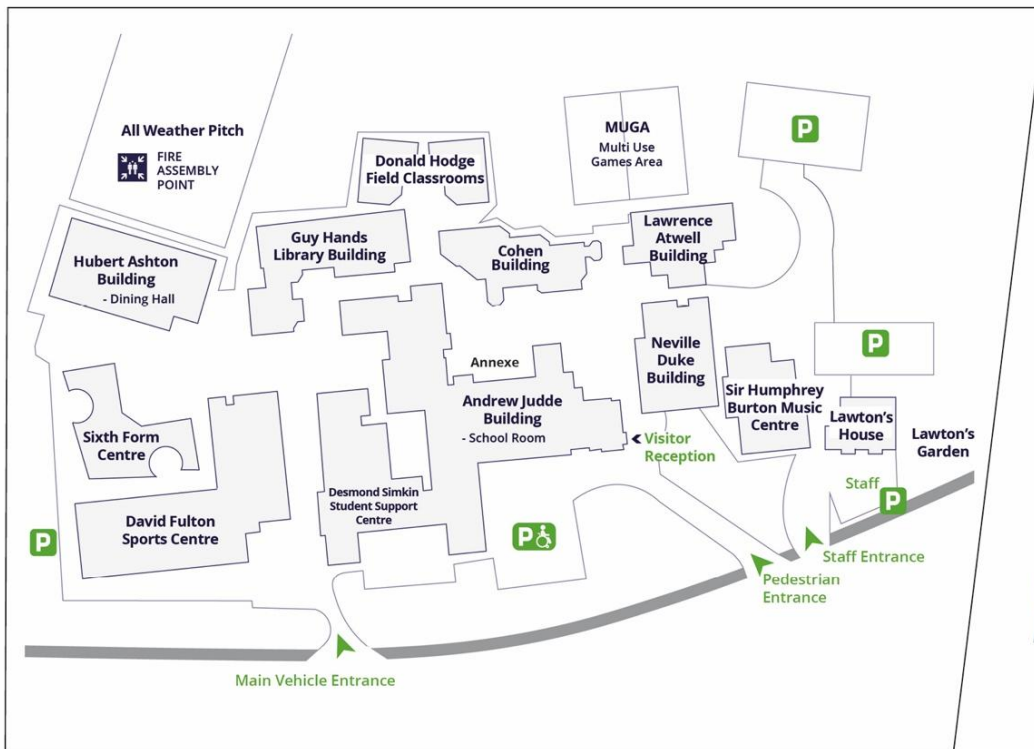 All Weather Pitch
FIRE
ASSEMBLY
POINT
MUGA
Multi Use
Games Area
P
Donald Hodge
Field Classrooms
Hubert Ashton
Building
- Dining Hall
Guy Hands
Library Building
Cohen
Building
Lawrence
Atwell
Building
P
Annexe
Neville
Duke
Building
Sir Humphrey
Burton Music
Centre
Lawton's
House
Lawton's
Garden
Sixth Form
Centre
Andrew Judde
Building
- School Room
Visitor
Reception
Desmond Simkin
Student Support
Centre
David Fulton
Sports Centre
Staff
P
P
P
Staff Entrance
Pedestrian
Entrance
Main Vehicle Entrance